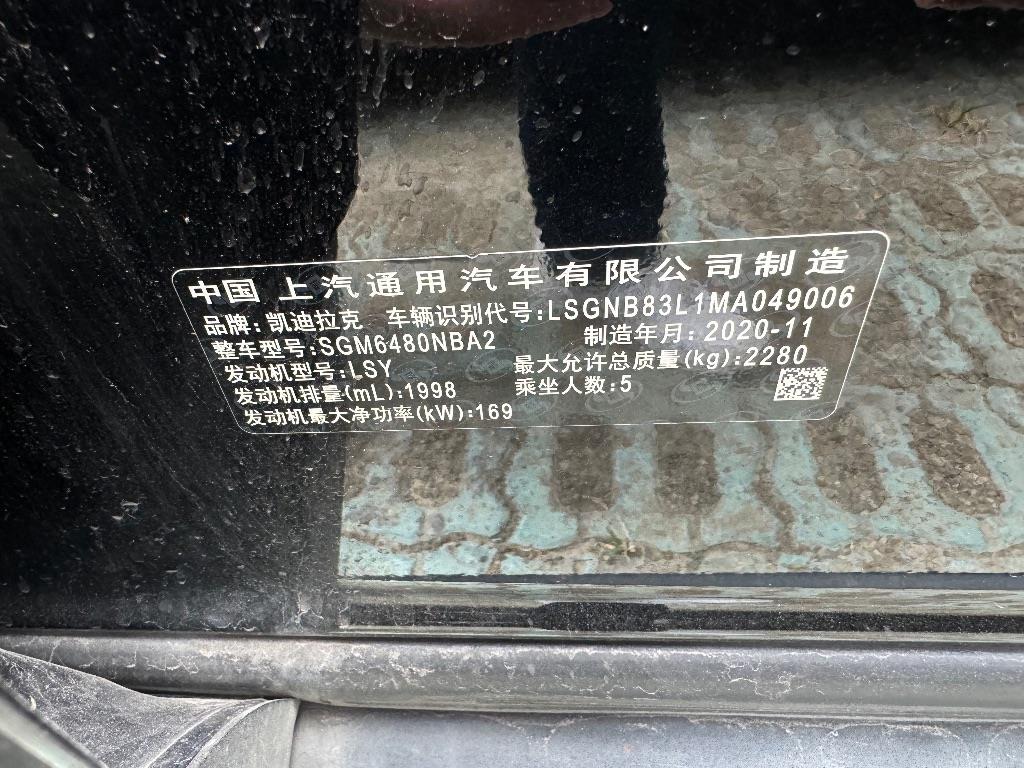 中国 上汽通用汽车有限公司制造
品牌:凯迪拉克 车辆识别代号:LSGNB83L1MA049006
整车型号:SGM6480NBA2 制造年月:2020-11
发动机型号:LSY 最大允许总质量(kg):2280
发动机排量(mL):1998 乘坐人数:5
发动机最大净功率(kW):169